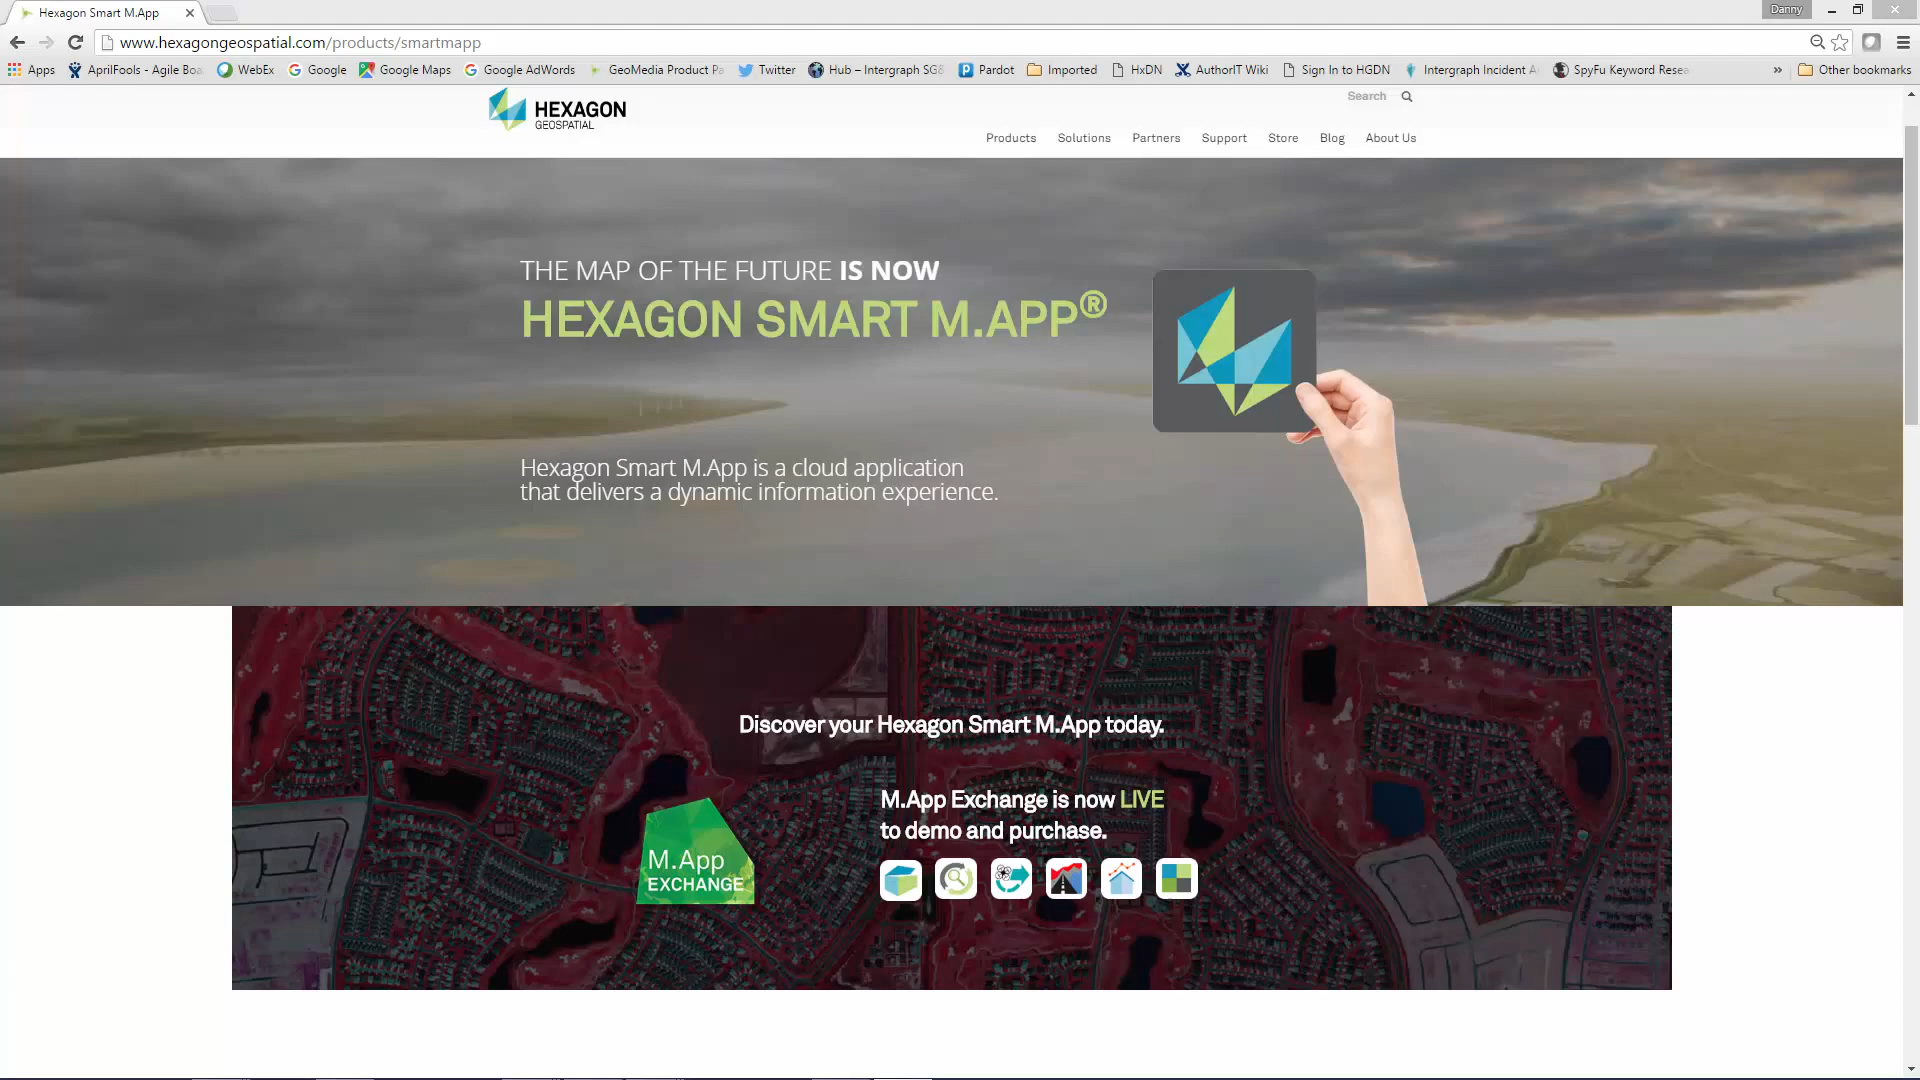 Hexagon Smart M.App
Danny
www.hexagongeospatial.com/products/smartmapp
Apps AprilFools - Agile Boa WebEx Google Google Maps Google AdWords GeoMedia Product Pa Twitter Hub – Intergraph SG& Pardot Imported HxDN AuthorIT Wiki Sign In to HGDN Intergraph Incident A SpyFu Keyword Resea » Other bookmarks
HEXAGON
GEOSPATIAL
Search
Products Solutions Partners Support Store Blog About Us
THE MAP OF THE FUTURE IS NOW
HEXAGON SMART M.APP®
Hexagon Smart M.App is a cloud application
that delivers a dynamic information experience.
Discover your Hexagon Smart M.App today.
M.App Exchange is now LIVE
to demo and purchase.
M.App
EXCHANGE